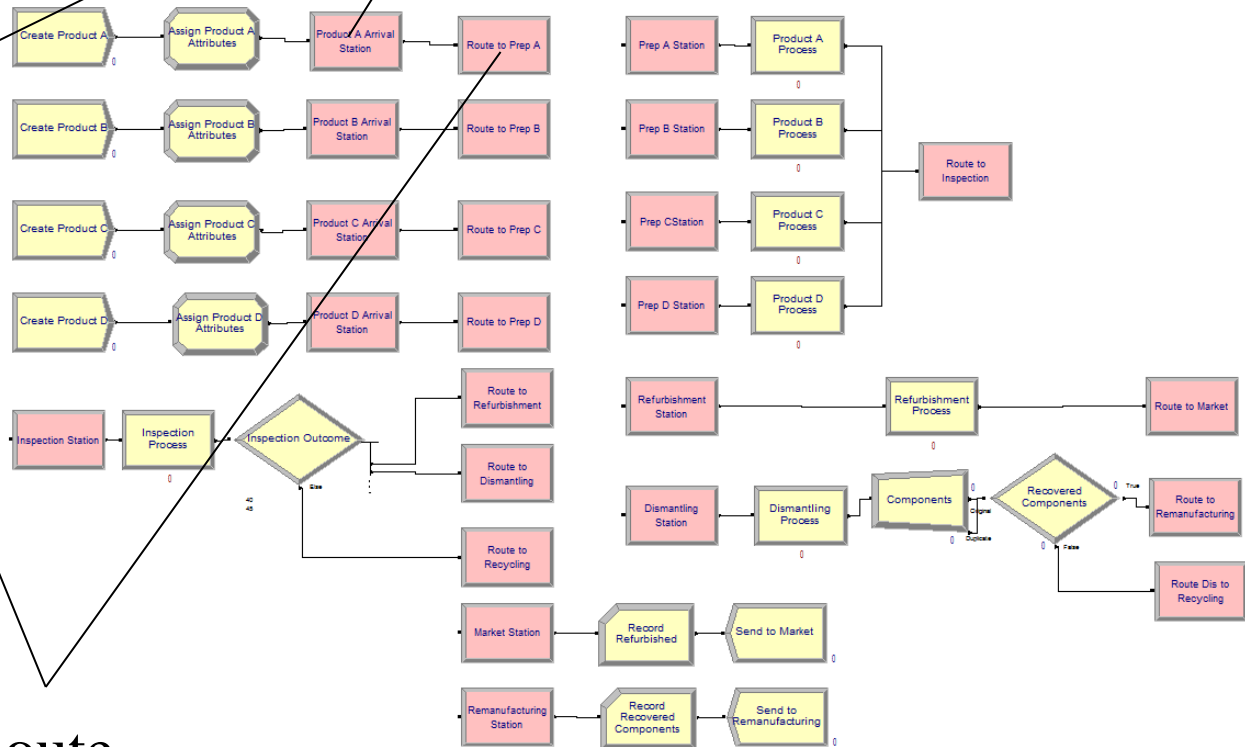 Create Product A
0
Assign Product A
Attributes
Product A Arrival
Station
Route to Prep A
Prep A Station
Product A
Process
0
Create Product B
0
Assign Product B
Attributes
Product B Arrival
Station
Route to Prep B
Prep B Station
Product B
Process
0
Route to
Inspection
Create Product C
0
Assign Product C
Attributes
Product C Arrival
Station
Route to Prep C
Prep CStation
Product C
Process
0
Create Product D
0
Assign Product D
Attributes
Product D Arrival
Station
Route to Prep D
Prep D Station
Product D
Process
0
Inspection Station
Inspection
Process
0
Inspection Outcome
Else
Route to
Refurbishment
Route to
Dismantling
Route to
Recycling
Refurbishment
Station
Refurbishment
Process
0
Route to Market
Dismantling
Station
Dismantling
Process
0
Components
0
Original
0
Duplicate
Recovered
Components
0
True
0
False
Route to
Remanufacturing
Route Dis to
Recycling
Market Station
Record
Refurbished
Send to Market
0
Remanufacturing
Station
Record
Recovered
Components
Send to
Remanufacturing
0